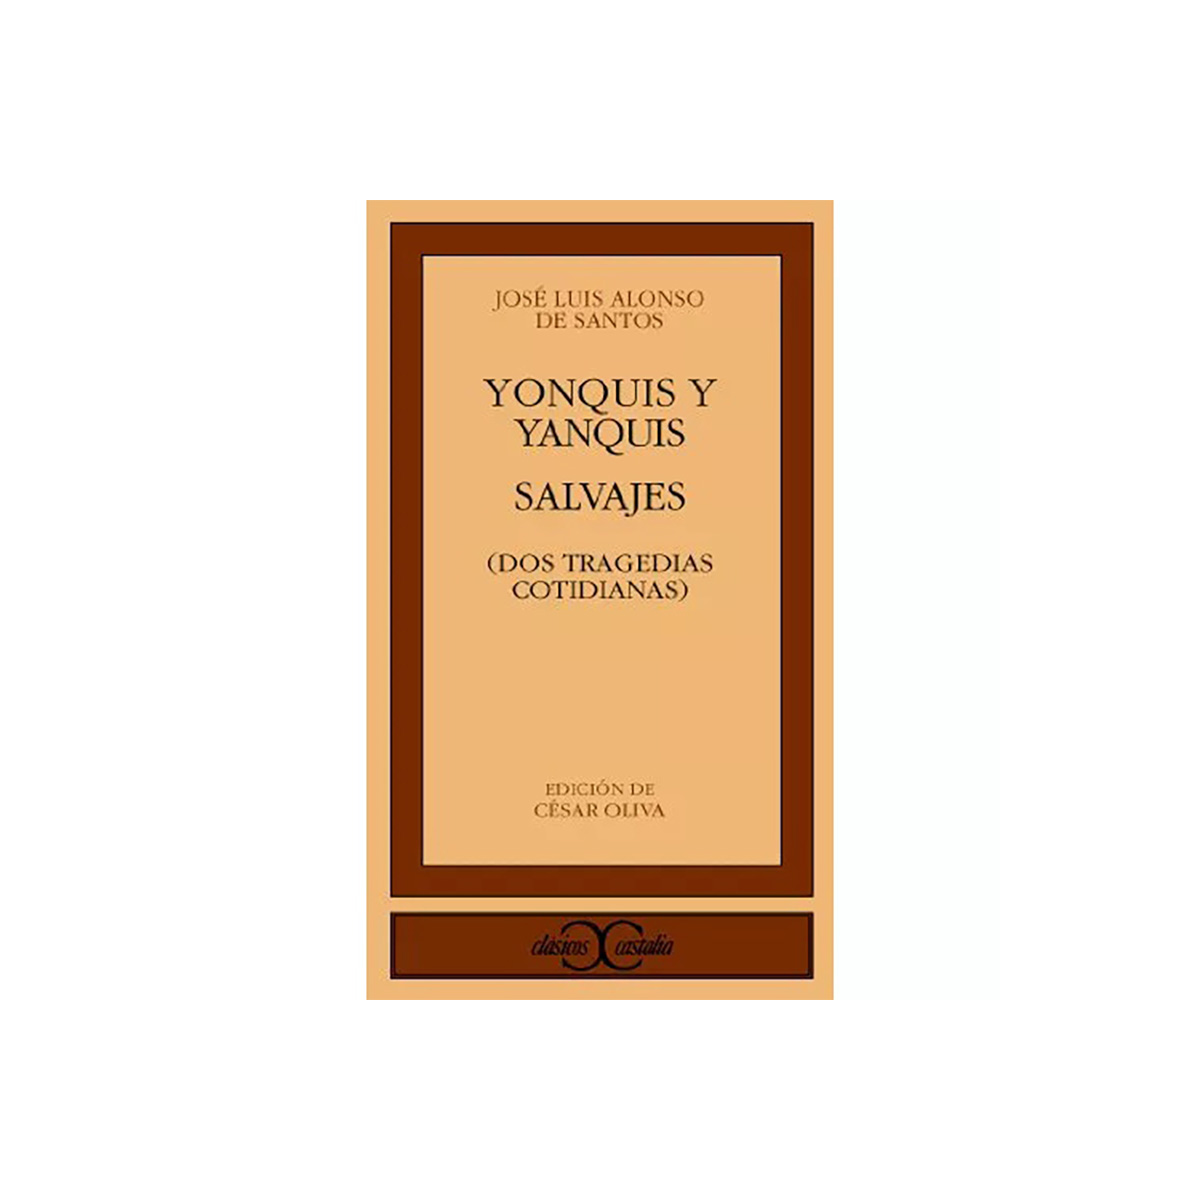 JOSÉ LUIS ALONSO
DE SANTOS
YONQUIS Y
YANQUIS
SALVAJES
(DOS TRAGEDIAS
COTIDIANAS)
EDICIÓN DE
CÉSAR OLIVA
clásicos castalia